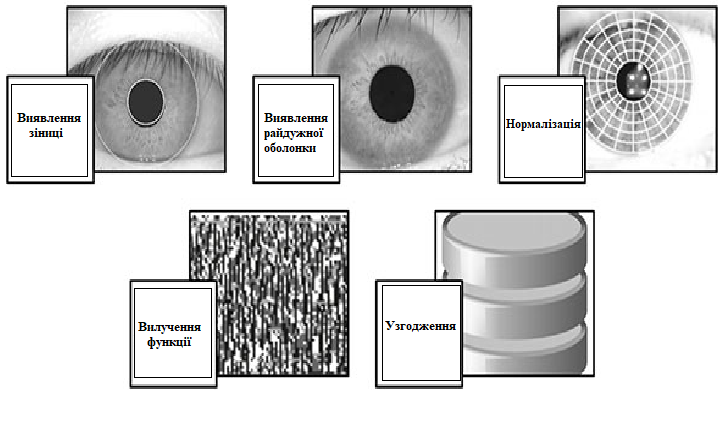 Виявлення
зіниці
Виявлення
райдужної
оболонки
Нормалізація
Вилучення
функції
Узгодження